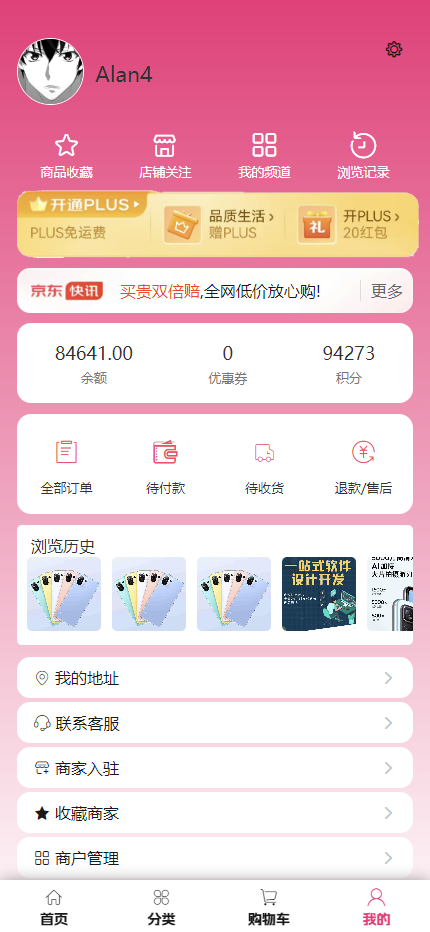 Alan4
商品收藏 店铺关注 我的频道 浏览记录
开通PLUS 品质生活 开PLUS
PLUS免运费 赠PLUS 礼 20红包
京东 快讯 买贵双倍赔,全网低价放心购! 更多
84641.00 0 94273
余额 优惠券 积分
全部订单 待付款 待收货 退款/售后
浏览历史
一站式软件
设计开发
AI加持
我的地址
联系客服
商家入驻
收藏商家
商户管理
首页 分类 购物车 我的